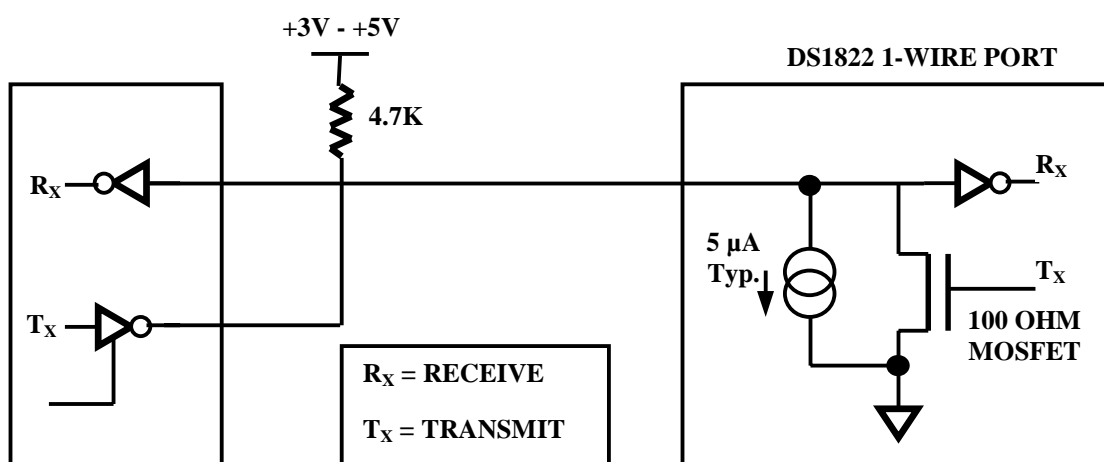 +3V - +5V
DS1822 1-WIRE PORT
4.7K
RX
RX
5 µA
Typ.
TX
TX
100 OHM
MOSFET
RX = RECEIVE
TX = TRANSMIT